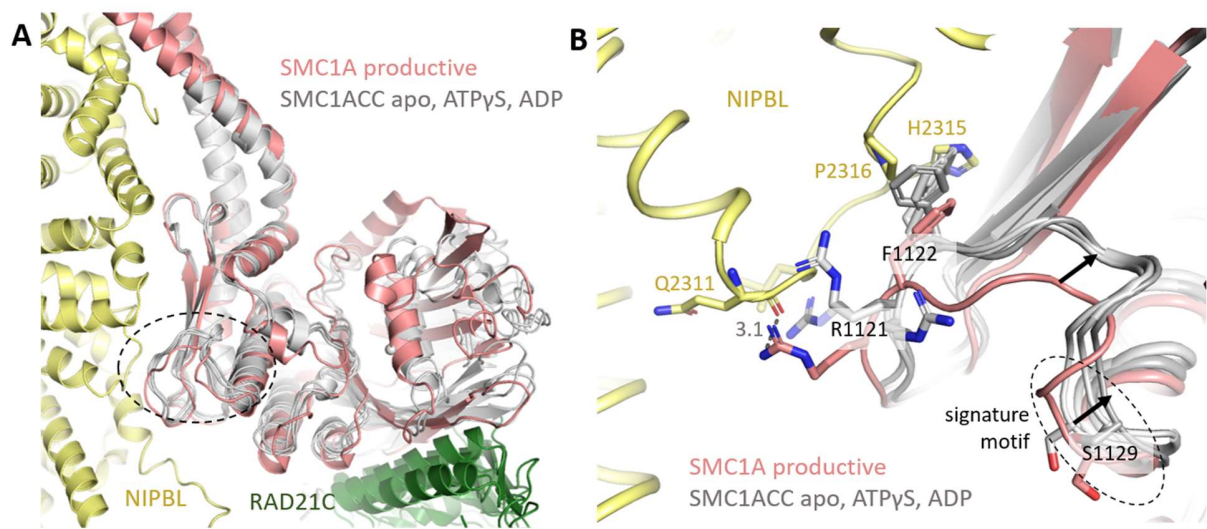 A
SMC1A productive
SMC1ACC apo, ATPγS, ADP
NIPBL
RAD21C
B
NIPBL
H2315
P2316
F1122
Q2311
3.1
R1121
signature
motif
S1129
SMC1A productive
SMC1ACC apo, ATPγS, ADP